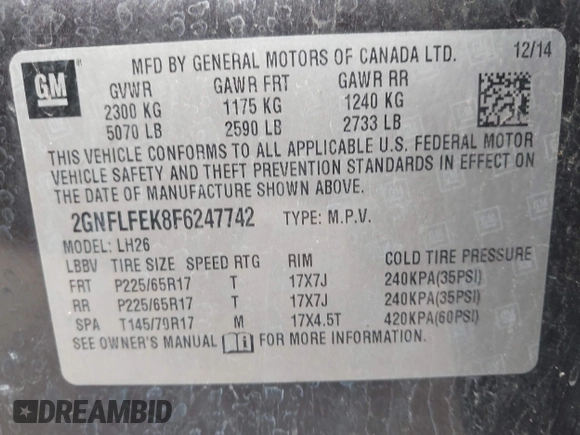 GM
MFD BY GENERAL MOTORS OF CANADA LTD. 12/14
GVWR GAWR FRT GAWR RR
2300 KG 1175 KG 1240 KG
5070 LB 2590 LB 2733 LB
THIS VEHICLE CONFORMS TO ALL APPLICABLE U.S. FEDERAL MOTOR
VEHICLE SAFETY AND THEFT PREVENTION STANDARDS IN EFFECT ON
THE DATE OF MANUFACTURE SHOWN ABOVE.
2GNFLFEK8F6247742 TYPE: M.P.V.
MODEL: LH26
LBBV TIRE SIZE SPEED RTG RIM COLD TIRE PRESSURE
FRT P225/65R17 T 17X7J 240KPA(35PSI)
RR P225/65R17 T 17X7J 240KPA(35PSI)
SPA T145/70R17 M 17X4.5T 420KPA(60PSI)
SEE OWNER'S MANUAL i FOR MORE INFORMATION.
DREAMBID